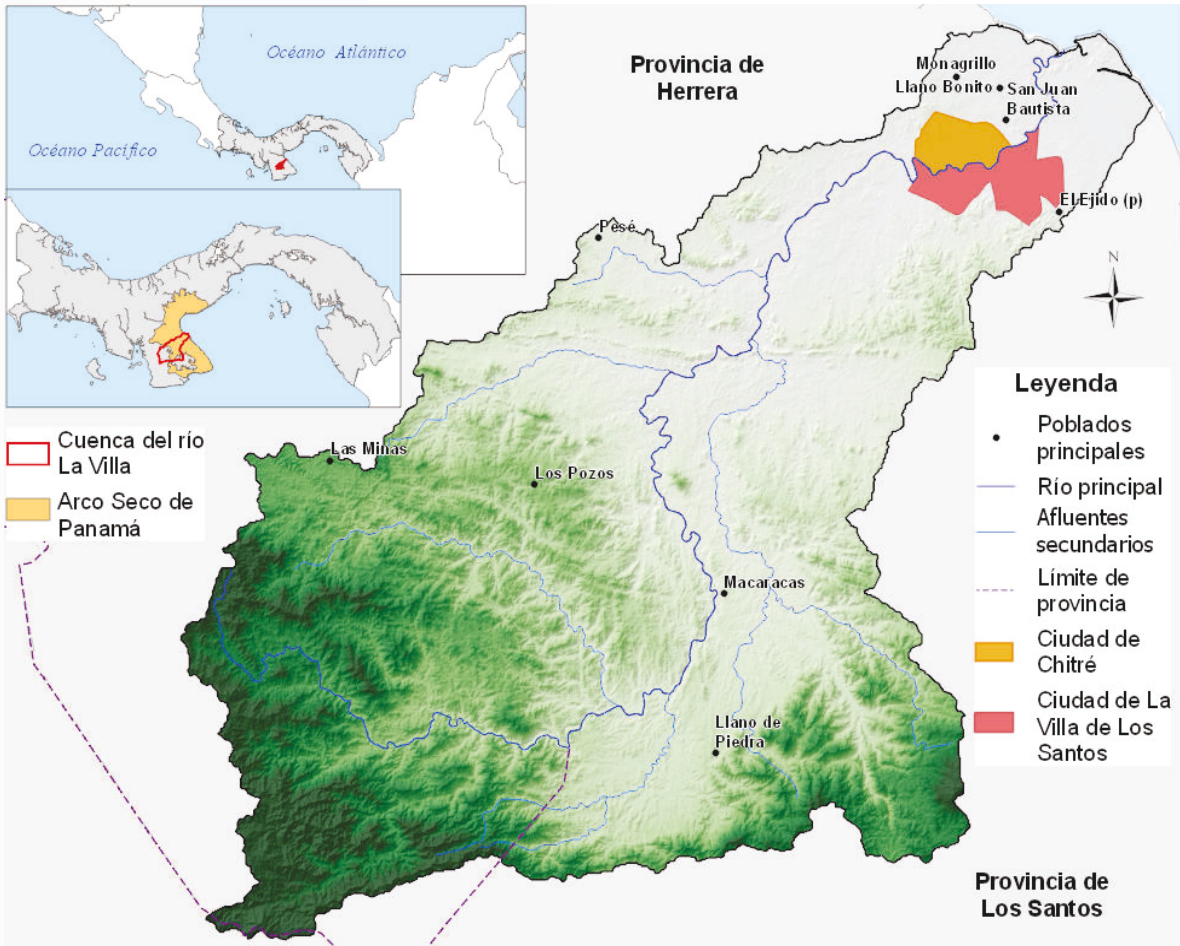 Océano Atlántico
Océano Pacífico
Provincia de
Herrera
Monagrillo
Llano Bonito
San Juan
Bautista
El Ejido (p)
Pesé
N
Las Minas
Los Pozos
Macaracas
Llano de
Piedra
Cuenca del río
La Villa
Arco Seco de
Panamá
Leyenda
Poblados
principales
Río principal
Afluentes
secundarios
Límite de
provincia
Ciudad de
Chitré
Ciudad de La
Villa de Los
Santos
Provincia de
Los Santos